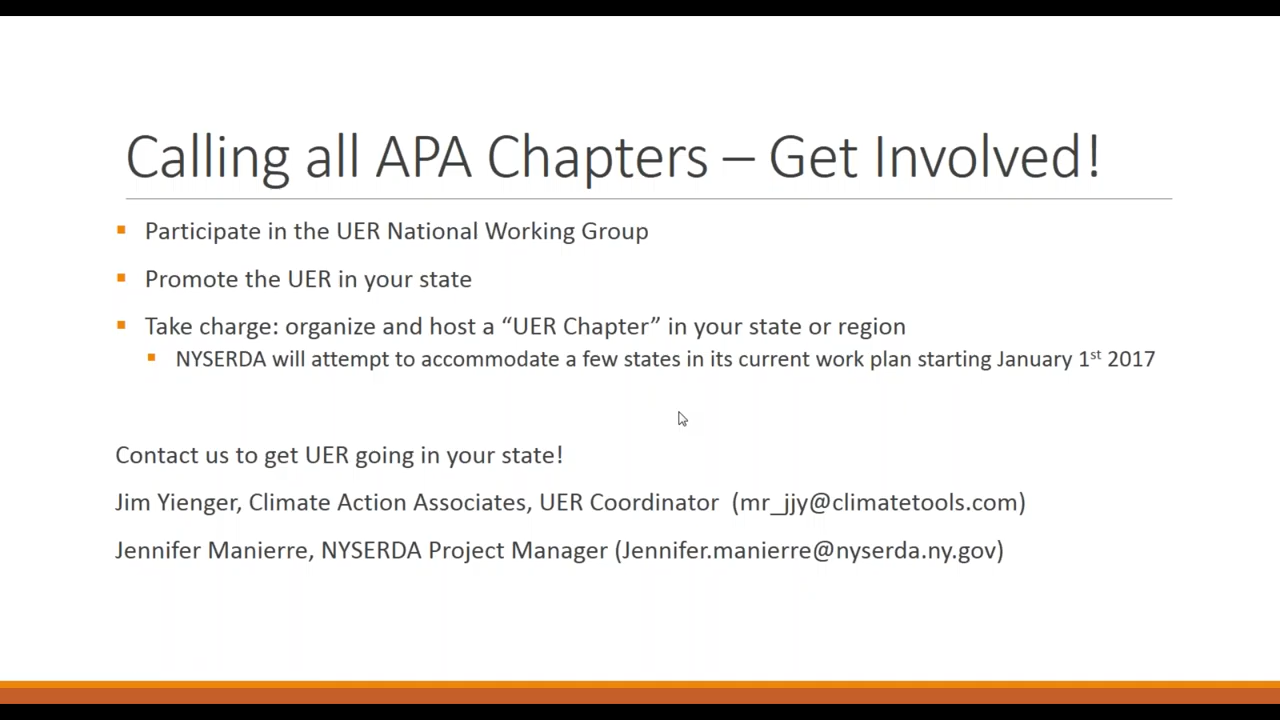 Calling all APA Chapters – Get Involved!
Participate in the UER National Working Group
Promote the UER in your state
Take charge: organize and host a “UER Chapter” in your state or region
NYSERDA will attempt to accommodate a few states in its current work plan starting January 1st 2017
Contact us to get UER going in your state!
Jim Yienger, Climate Action Associates, UER Coordinator (mr_jjy@climatetools.com)
Jennifer Manierre, NYSERDA Project Manager (Jennifer.manierre@nyserda.ny.gov)